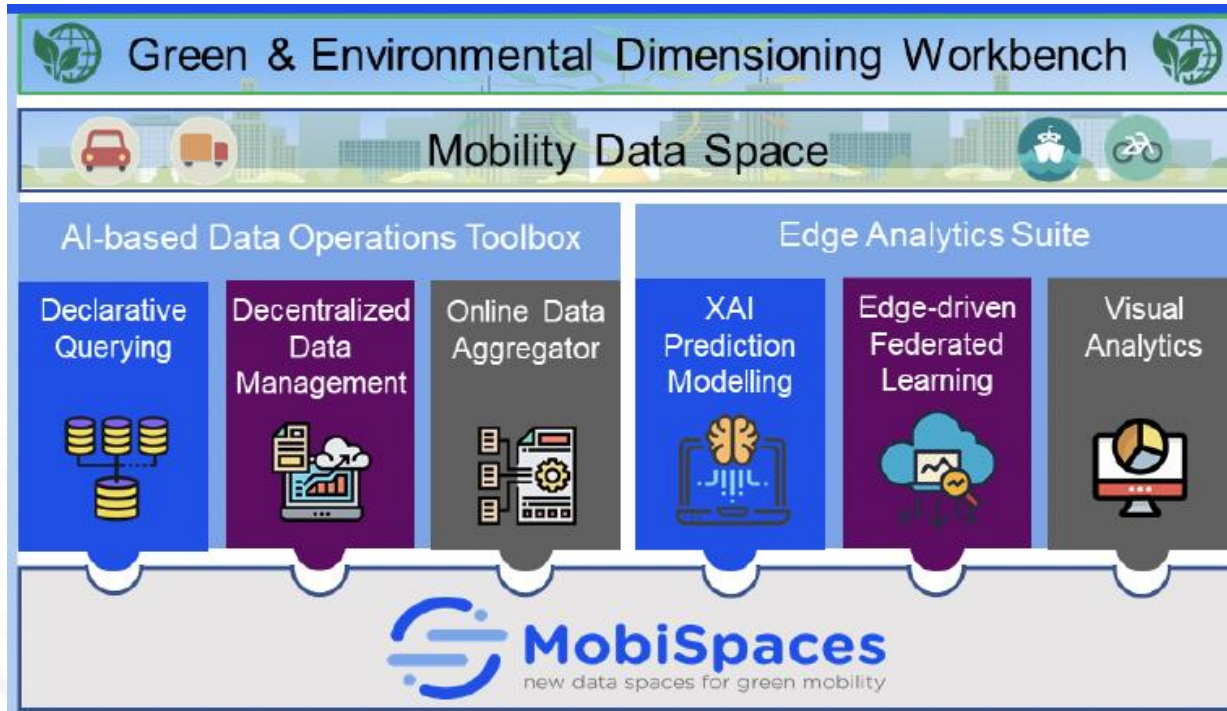 Green & Environmental Dimensioning Workbench
Mobility Data Space
AI-based Data Operations Toolbox
Declarative
Querying
Decentralized
Data
Management
Online Data
Aggregator
Edge Analytics Suite
XAI
Prediction
Modelling
Edge-driven
Federated
Learning
Visual
Analytics
MobiSpaces
new data spaces for green mobility